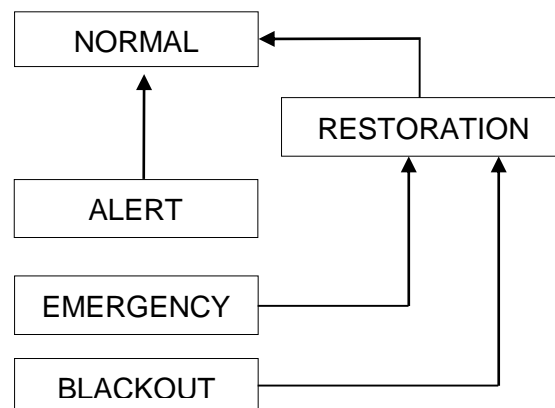 NORMAL
RESTORATION
ALERT
EMERGENCY
BLACKOUT